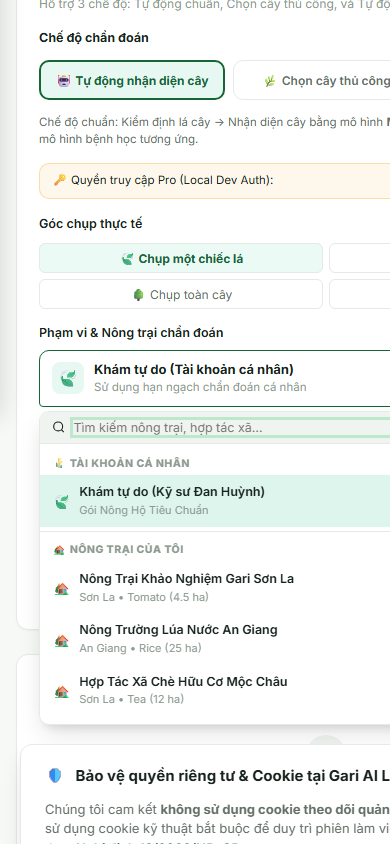 Hỗ trợ 3 chế độ: Tự động chuẩn, Chọn cây thủ công, và Tự độ
Chế độ chẩn đoán
Tự động nhận diện cây
Chọn cây thủ công
Chế độ chuẩn: Kiểm định lá cây → Nhận diện cây bằng mô hình
mô hình bệnh học tương ứng.
Quyền truy cập Pro (Local Dev Auth):
Góc chụp thực tế
Chụp một chiếc lá
Chụp toàn cây
Phạm vi & Nông trại chẩn đoán
Khám tự do (Tài khoản cá nhân)
Sử dụng hạn ngạch chẩn đoán cá nhân
Tìm kiếm nông trại, hợp tác xã...
TÀI KHOẢN CÁ NHÂN
Khám tự do (Kỹ sư Đan Huỳnh)
Gói Nông Hộ Tiêu Chuẩn
NÔNG TRẠI CỦA TÔI
Nông Trại Khảo Nghiệm Gari Sơn La
Sơn La • Tomato (4.5 ha)
Nông Trường Lúa Nước An Giang
An Giang • Rice (25 ha)
Hợp Tác Xã Chè Hữu Cơ Mộc Châu
Sơn La • Tea (12 ha)
Bảo vệ quyền riêng tư & Cookie tại Gari AI L
Chúng tôi cam kết không sử dụng cookie theo dõi quản
sử dụng cookie kỹ thuật bắt buộc để duy trì phiên làm vi